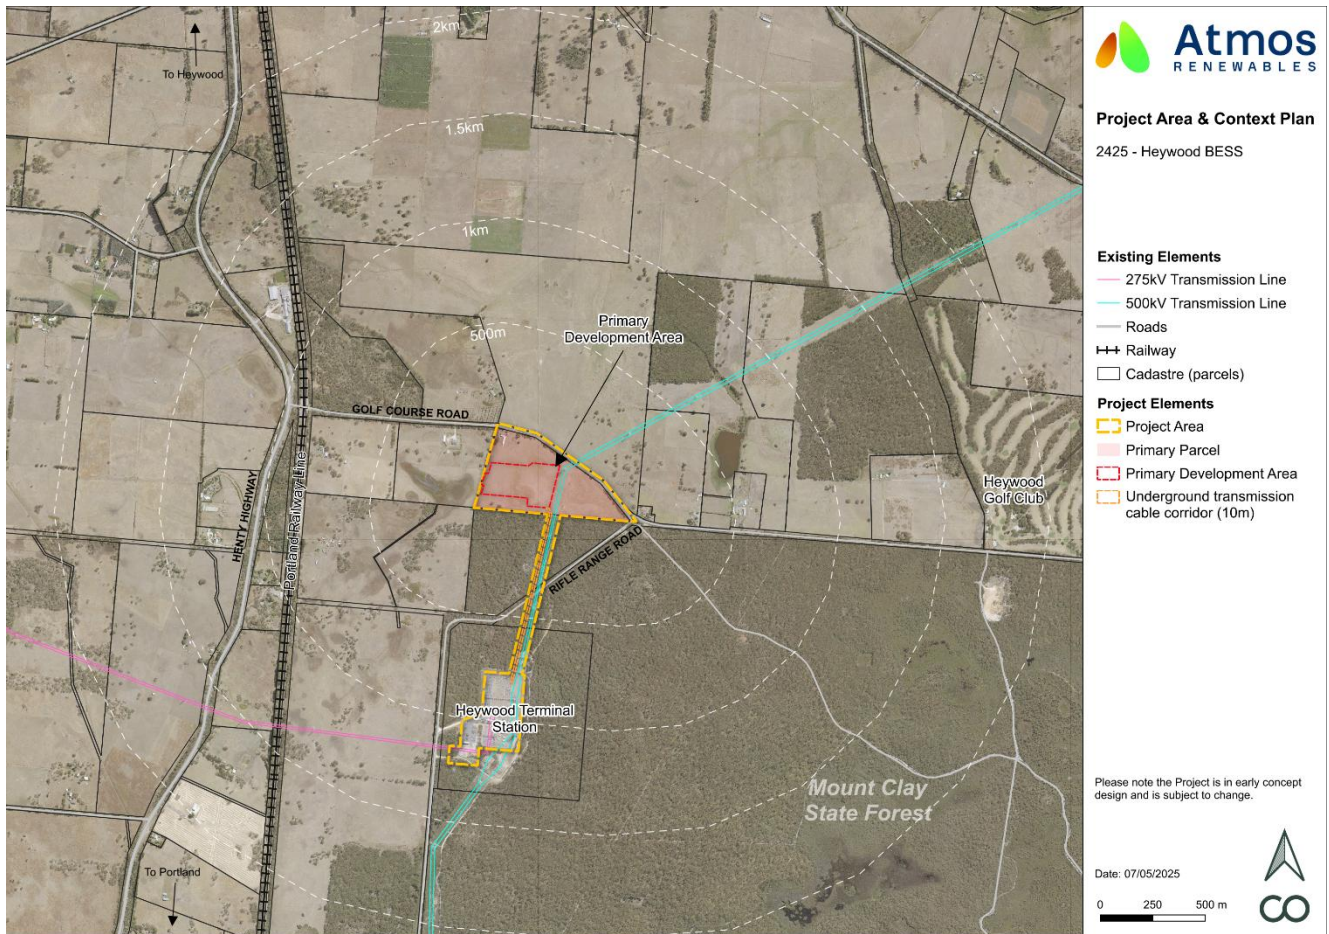 2km
To Heywood
1.5km
1km
500m
Primary
Development Area
GOLF COURSE ROAD
HENTY HIGHWAY
Portland Railway Line
RIFLE RANGE ROAD
Heywood
Golf Club
Heywood Terminal
Station
Mount Clay
State Forest
To Portland
Atmos
RENEWABLES
Project Area & Context Plan
2425 - Heywood BESS
Existing Elements
275kV Transmission Line
500kV Transmission Line
Roads
Railway
Cadastre (parcels)
Project Elements
Project Area
Primary Parcel
Primary Development Area
Underground transmission
cable corridor (10m)
Please note the Project is in early concept
design and is subject to change.
Date: 07/05/2025
0 250 500 m
CO